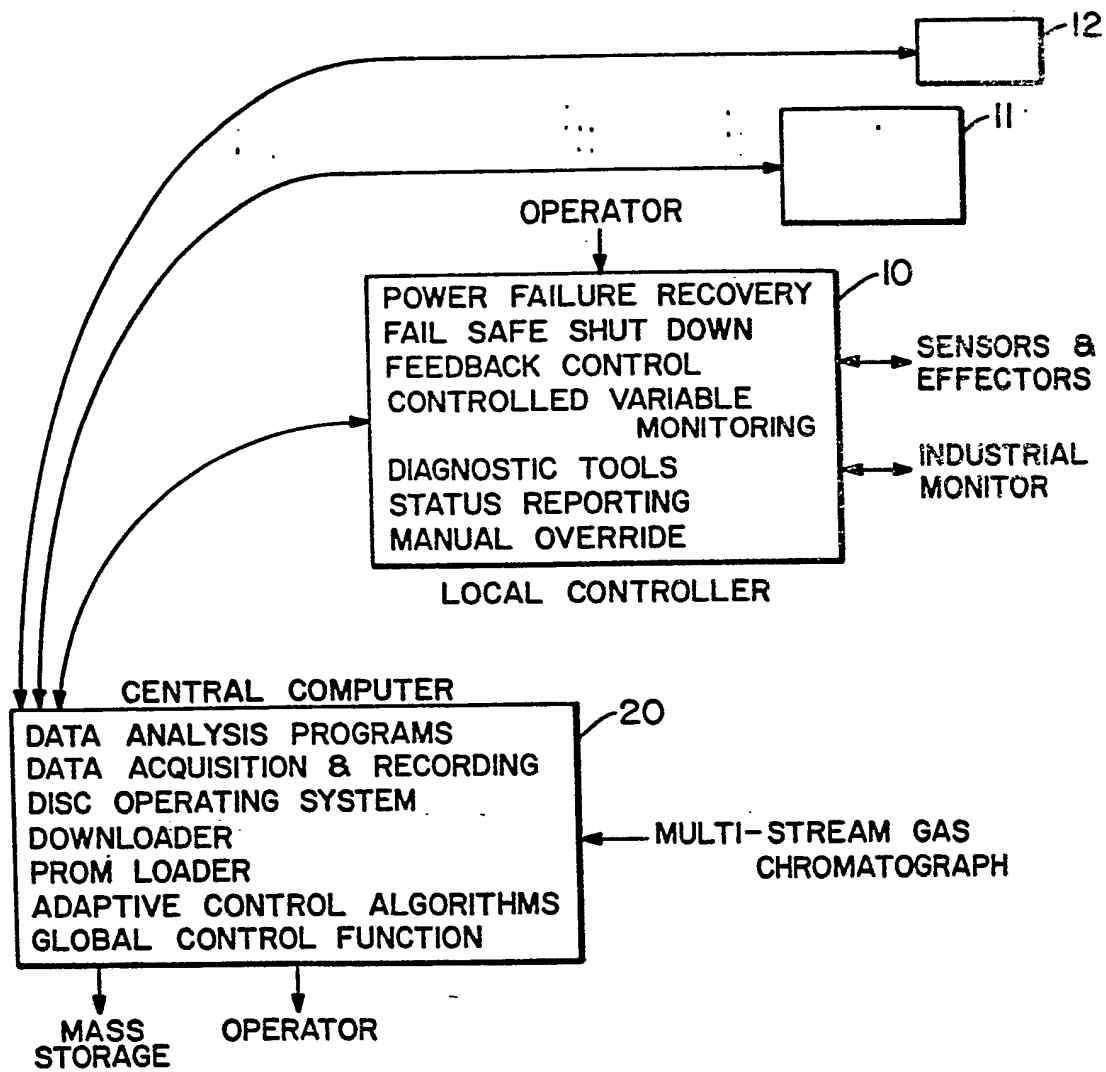 12
11
OPERATOR
10
POWER FAILURE RECOVERY
FAIL SAFE SHUT DOWN
FEEDBACK CONTROL
CONTROLLED VARIABLE
MONITORING
DIAGNOSTIC TOOLS
STATUS REPORTING
MANUAL OVERRIDE
SENSORS &
EFFECTORS
INDUSTRIAL
MONITOR
LOCAL CONTROLLER
CENTRAL COMPUTER
20
DATA ANALYSIS PROGRAMS
DATA ACQUISITION & RECORDING
DISC OPERATING SYSTEM
DOWNLOADER
PROM LOADER
ADAPTIVE CONTROL ALGORITHMS
GLOBAL CONTROL FUNCTION
MULTI-STREAM GAS
CHROMATOGRAPH
MASS
STORAGE
OPERATOR